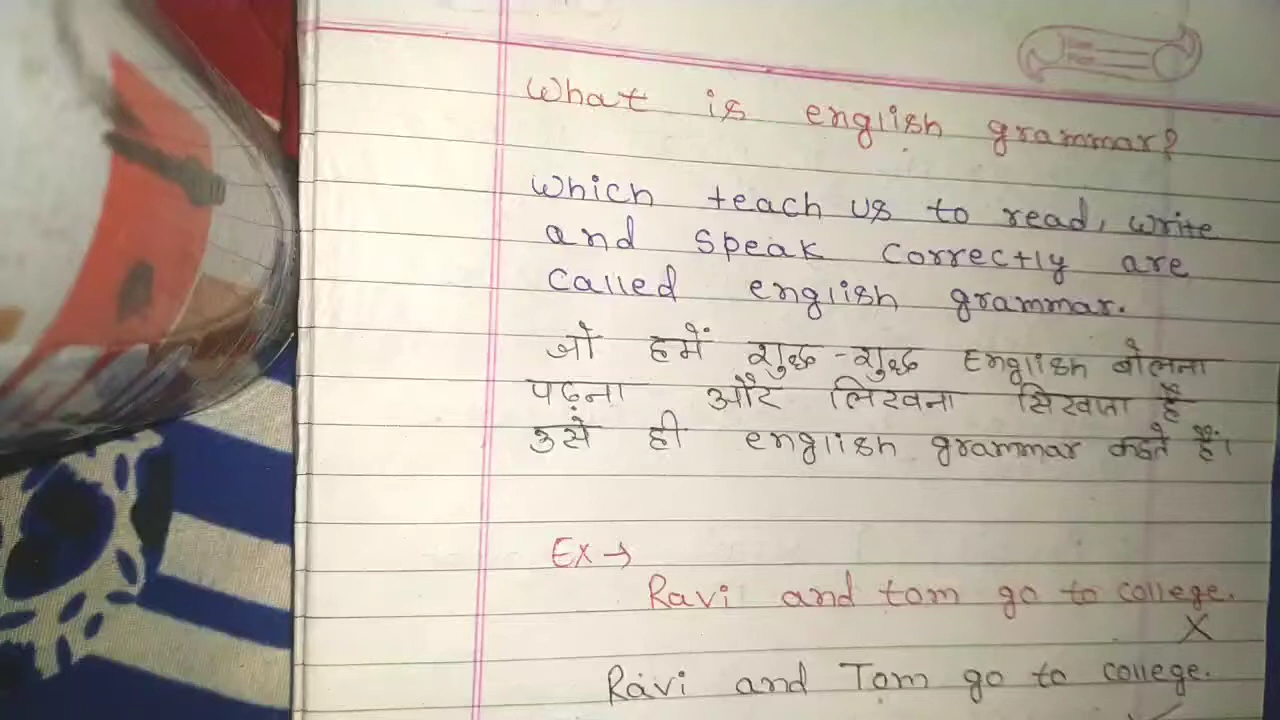 What is english grammar?
Which teach us to read, write
and speak correctly are
called english grammar.
जो हमें शुद्ध-शुद्ध English बोलना
पढ़ना और लिखना सिखाता है
उसे ही english grammar कहते हैं।
Ex →
Ravi and tom go to college.
X
Ravi and Tom go to college.